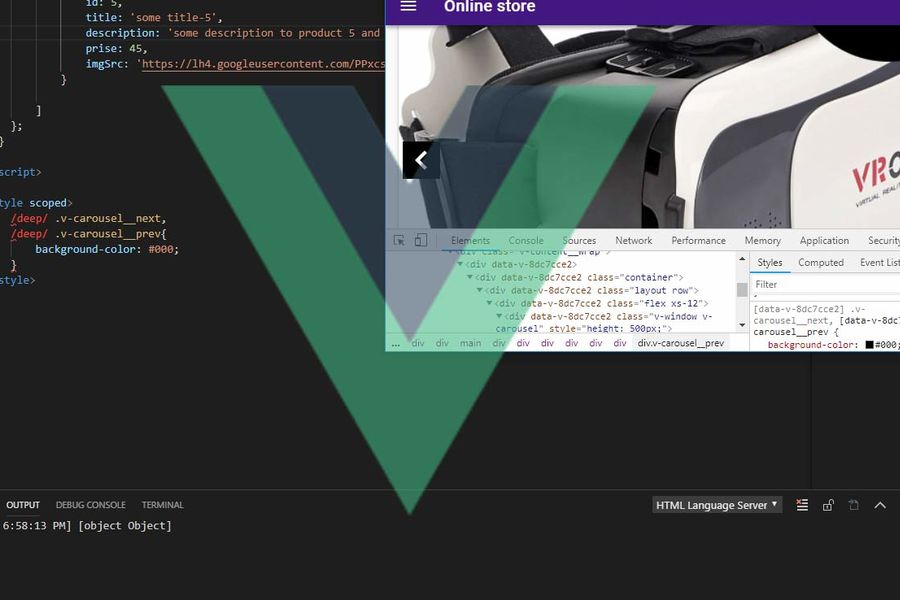 id: 5,
title: 'some title-5',
description: 'some description to product 5 and
prise: 45,
imgSrc: 'https://lh4.googleusercontent.com/PPxcs
}
]
};
}
script>
tyle scoped>
/deep/ .v-carousel__next,
/deep/ .v-carousel__prev{
background-color: #000;
}
style>
Online store
VR
VIRTUAL REALI
Elements Console Sources Network Performance Memory Application Security
<div class="v-content__wrap"
▼<div data-v-8dc7cce2>
▼<div data-v-8dc7cce2 class="container">
▼<div data-v-8dc7cce2 class="layout row">
▼<div data-v-8dc7cce2 class="flex xs-12">
▼<div data-v-8dc7cce2 class="v-window v-
carousel" style="height: 500px;">
... div div main div div div div div div div.v-carousel__prev
Styles Computed Event List
Filter
[data-v-8dc7cce2] .v-
carousel__next, [data-v-8dc7
carousel__prev {
background-color: #000;
OUTPUT DEBUG CONSOLE TERMINAL
HTML Language Server
6:58:13 PM] [object Object]